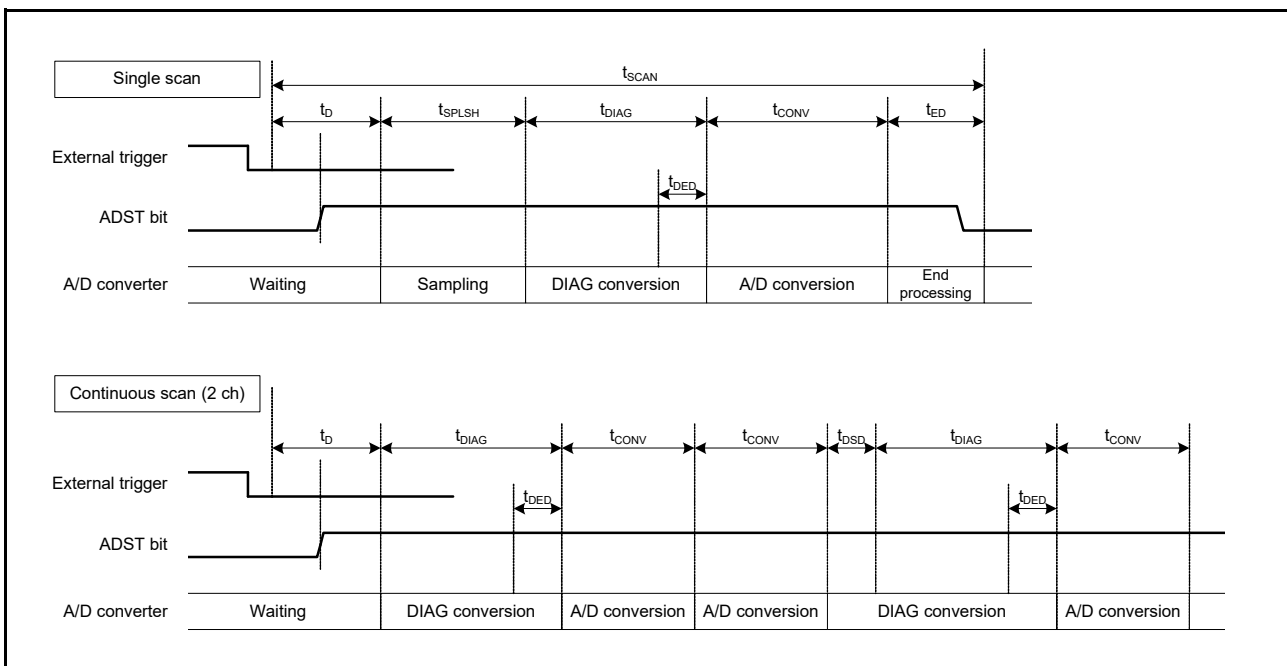 Single scan
tSCAN
tD tSPLSH tDIAG tCONV tED
External trigger
tDED
ADST bit
A/D converter Waiting Sampling DIAG conversion A/D conversion End processing
Continuous scan (2 ch)
tD tDIAG tCONV tCONV tDSD tDIAG tCONV
External trigger
tDED tDED
ADST bit
A/D converter Waiting DIAG conversion A/D conversion A/D conversion DIAG conversion A/D conversion